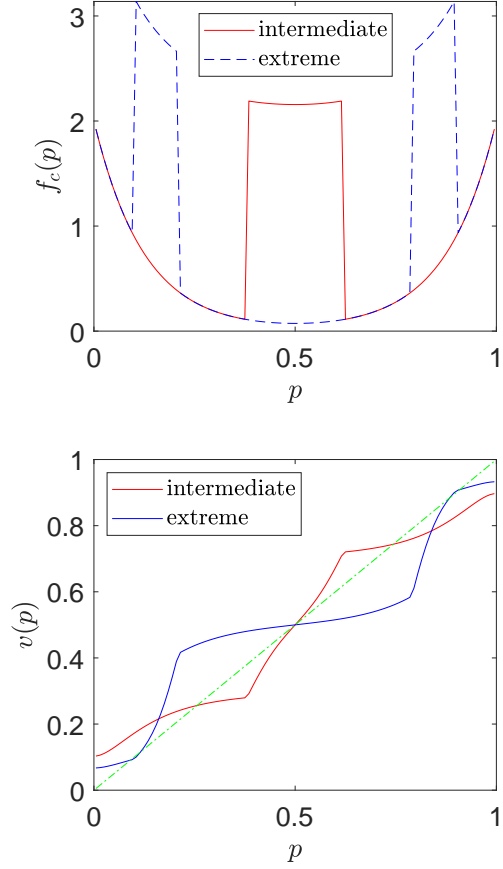 3
2
1
0
f_c(p)
intermediate
extreme
0
0.5
1
p
1
0.8
0.6
0.4
0.2
0
v(p)
intermediate
extreme
0
0.5
1
p